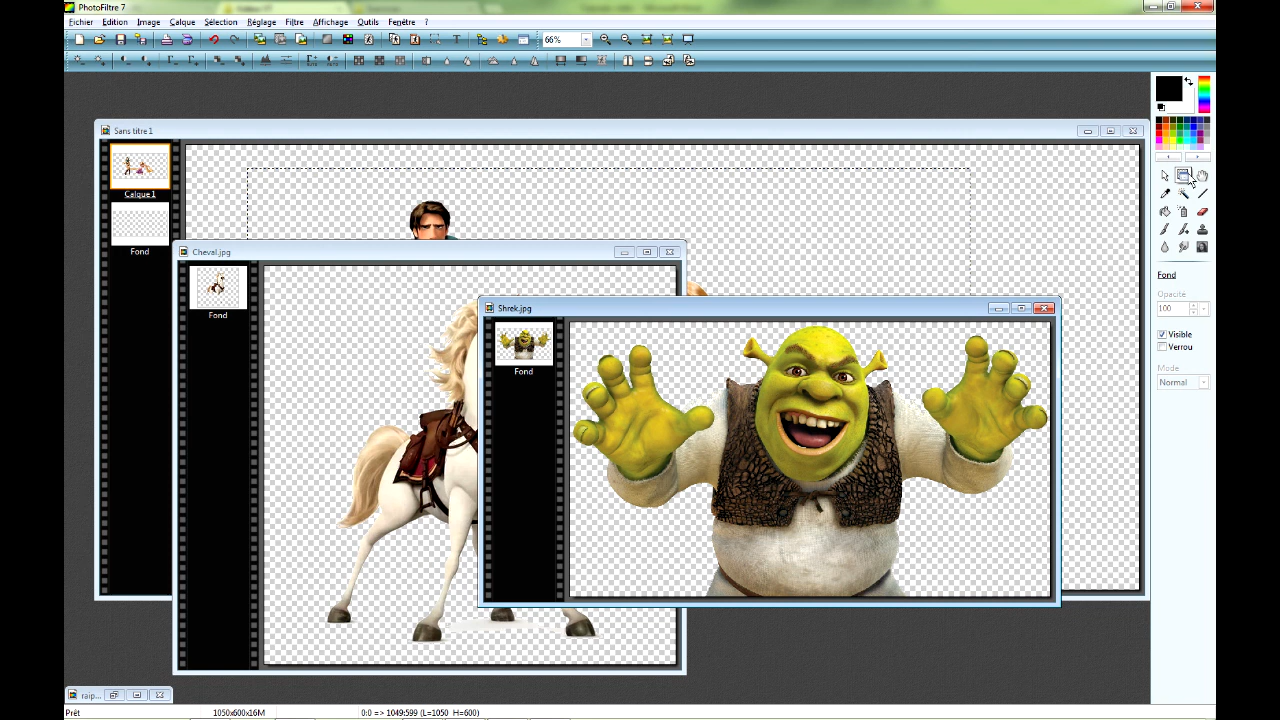 PhotoFiltre 7
Fichier Edition Image Calque Sélection Réglage Filtre Affichage Outils Fenêtre ?
66%
Sans titre 1
Calque 1
Fond
Cheval.jpg
Fond
Shrek.jpg
Fond
Fond
Opacité
100
Visible
Verrou
Mode
Normal
raip...
Prêt 1050x600x16M 0:0 => 1049:599 (L=1050 H=600)